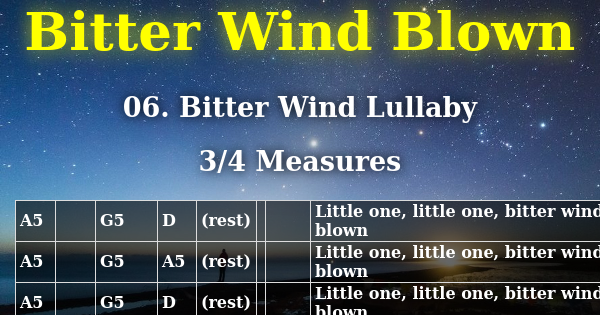 Bitter Wind Blown
06. Bitter Wind Lullaby
3/4 Measures
A5 G5 D (rest) Little one, little one, bitter wind
blown
A5 G5 A5 (rest) Little one, little one, bitter wind
blown
A5 G5 D (rest) Little one, little one, bitter wind
blown